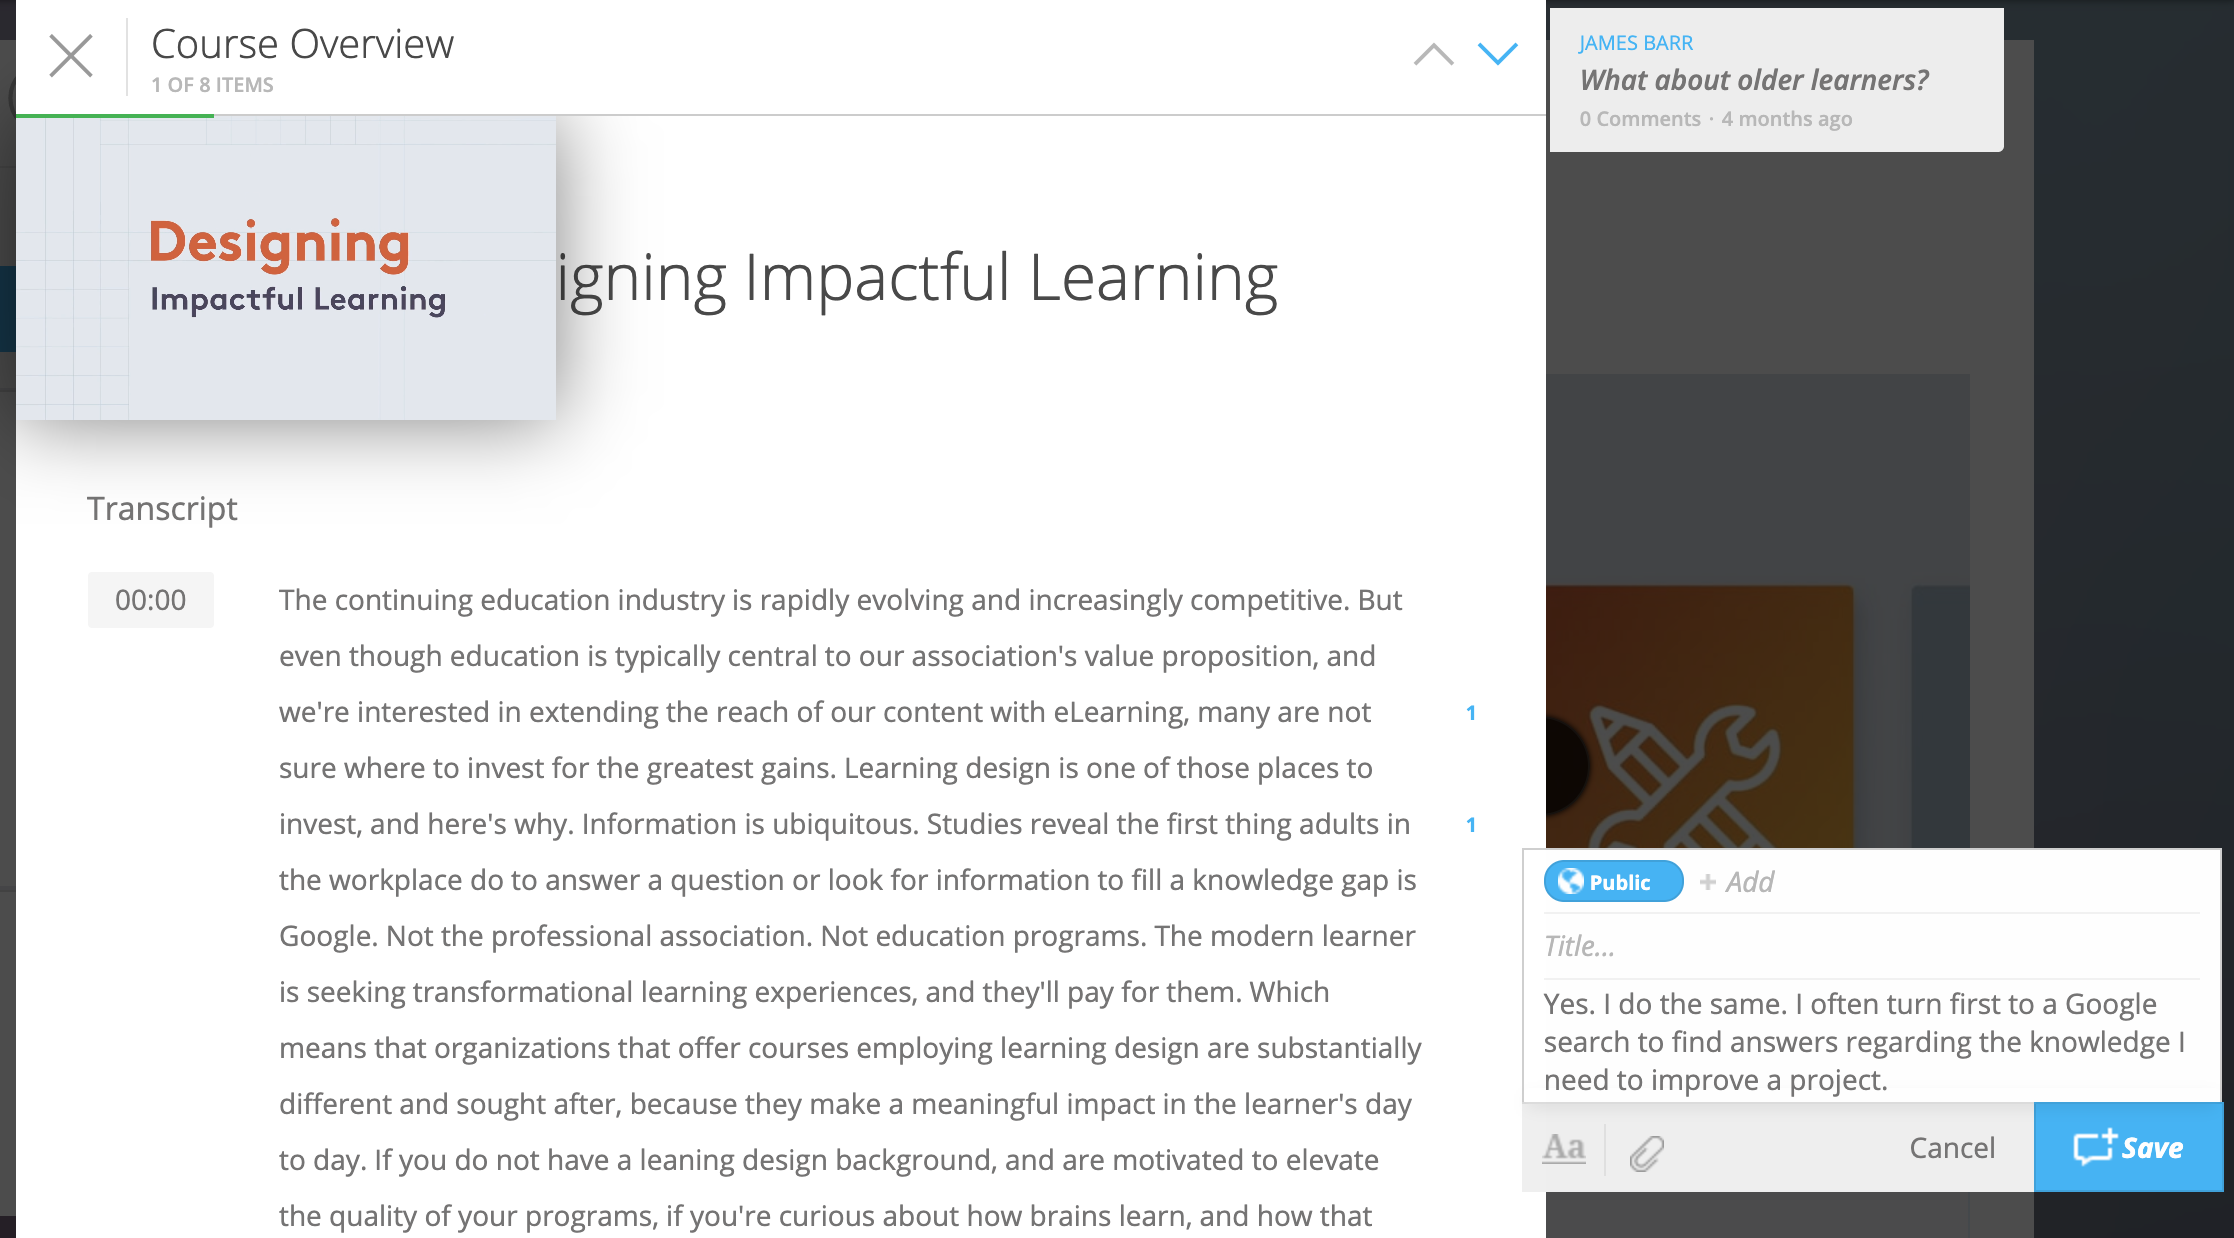 Course Overview
1 OF 8 ITEMS
JAMES BARR
What about older learners?
0 Comments · 4 months ago
Designing
Impactful Learning
igning Impactful Learning
Transcript
00:00
The continuing education industry is rapidly evolving and increasingly competitive. But
even though education is typically central to our association's value proposition, and
we're interested in extending the reach of our content with eLearning, many are not
1
sure where to invest for the greatest gains. Learning design is one of those places to
invest, and here's why. Information is ubiquitous. Studies reveal the first thing adults in
1
the workplace do to answer a question or look for information to fill a knowledge gap is
Google. Not the professional association. Not education programs. The modern learner
is seeking transformational learning experiences, and they'll pay for them. Which
means that organizations that offer courses employing learning design are substantially
different and sought after, because they make a meaningful impact in the learner's day
to day. If you do not have a leaning design background, and are motivated to elevate
the quality of your programs, if you're curious about how brains learn, and how that
Public
+ Add
Title...
Yes. I do the same. I often turn first to a Google
search to find answers regarding the knowledge I
need to improve a project.
Aa
Cancel
Save